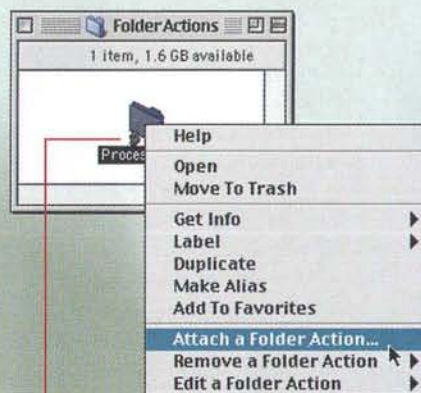 FolderActions
1 item, 1.6 GB available
Help
Open
Move To Trash
Get Info
Label
Duplicate
Make Alias
Add To Favorites
Attach a Folder Action...
Remove a Folder Action
Edit a Folder Action